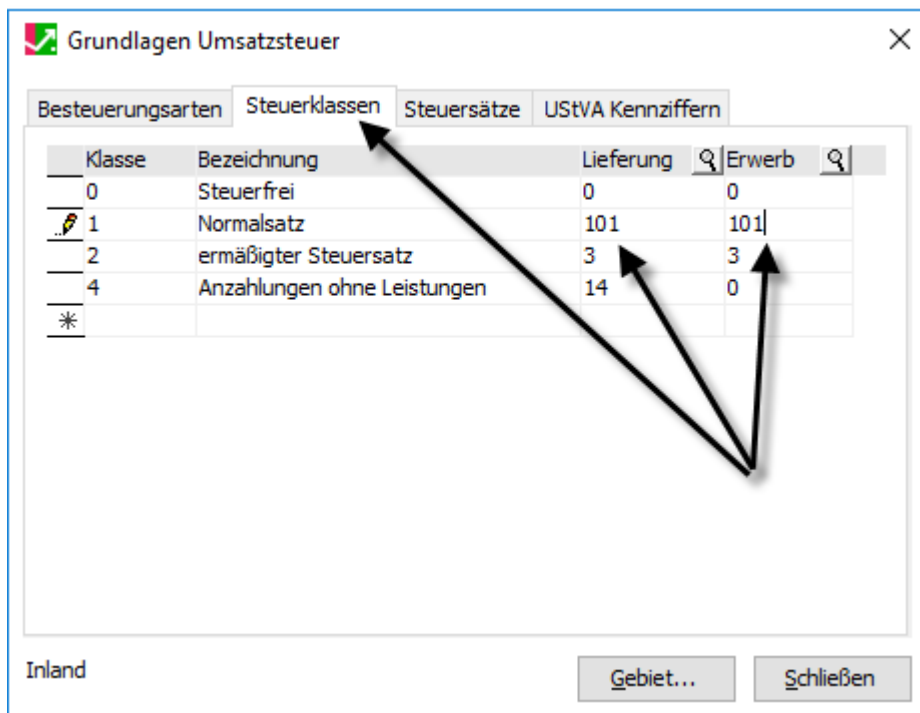 Grundlagen Umsatzsteuer
Besteuerungsarten Steuerklassen Steuersätze UStVA Kennziffern
Klasse Bezeichnung Lieferung Erwerb
0 Steuerfrei 0 0
1 Normalsatz 101 101
2 ermäßigter Steuersatz 3 3
4 Anzahlungen ohne Leistungen 14 0
Inland Gebiet... Schließen